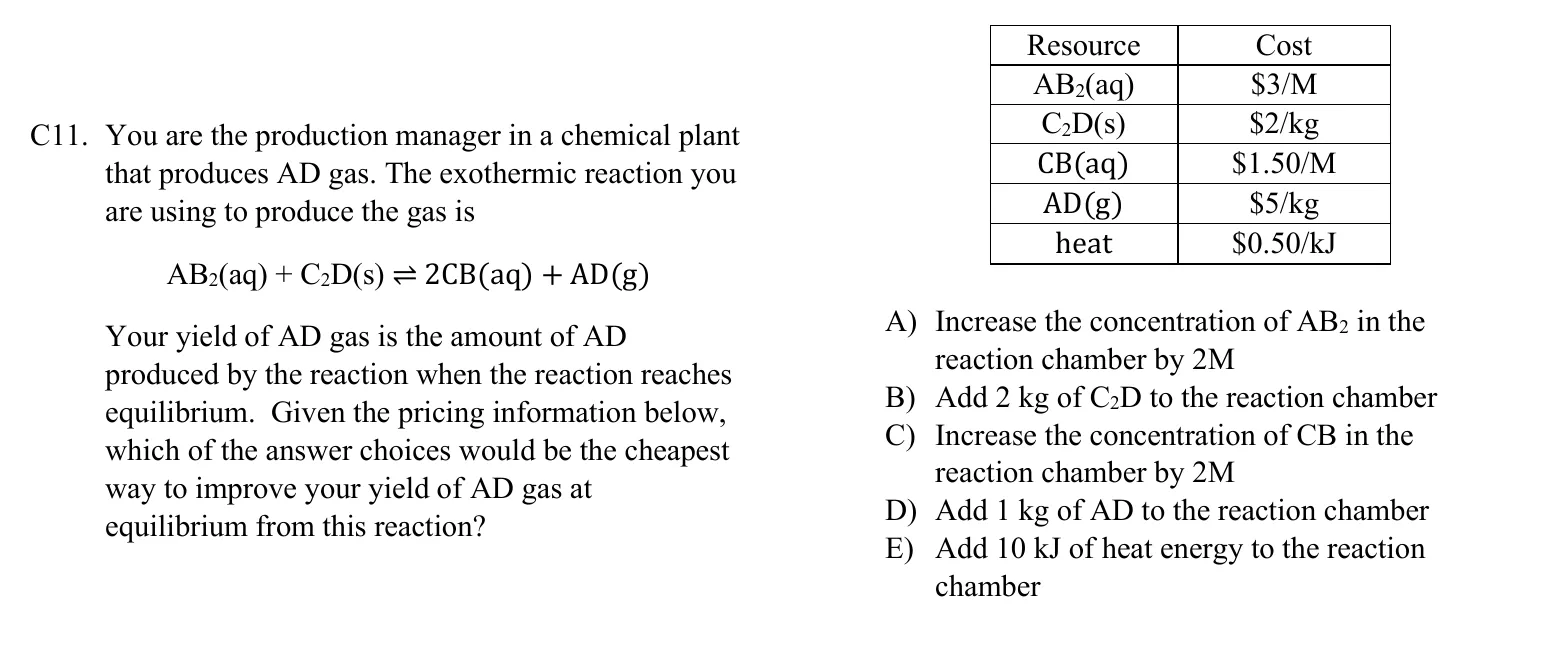 C11. You are the production manager in a chemical plant
that produces AD gas. The exothermic reaction you
are using to produce the gas is
AB₂(aq) + C₂D(s) ⇌ 2CB(aq) + AD(g)
Your yield of AD gas is the amount of AD
produced by the reaction when the reaction reaches
equilibrium. Given the pricing information below,
which of the answer choices would be the cheapest
way to improve your yield of AD gas at
equilibrium from this reaction?
Resource Cost
AB₂(aq) $3/M
C₂D(s) $2/kg
CB(aq) $1.50/M
AD(g) $5/kg
heat $0.50/kJ
A) Increase the concentration of AB₂ in the
reaction chamber by 2M
B) Add 2 kg of C₂D to the reaction chamber
C) Increase the concentration of CB in the
reaction chamber by 2M
D) Add 1 kg of AD to the reaction chamber
E) Add 10 kJ of heat energy to the reaction
chamber